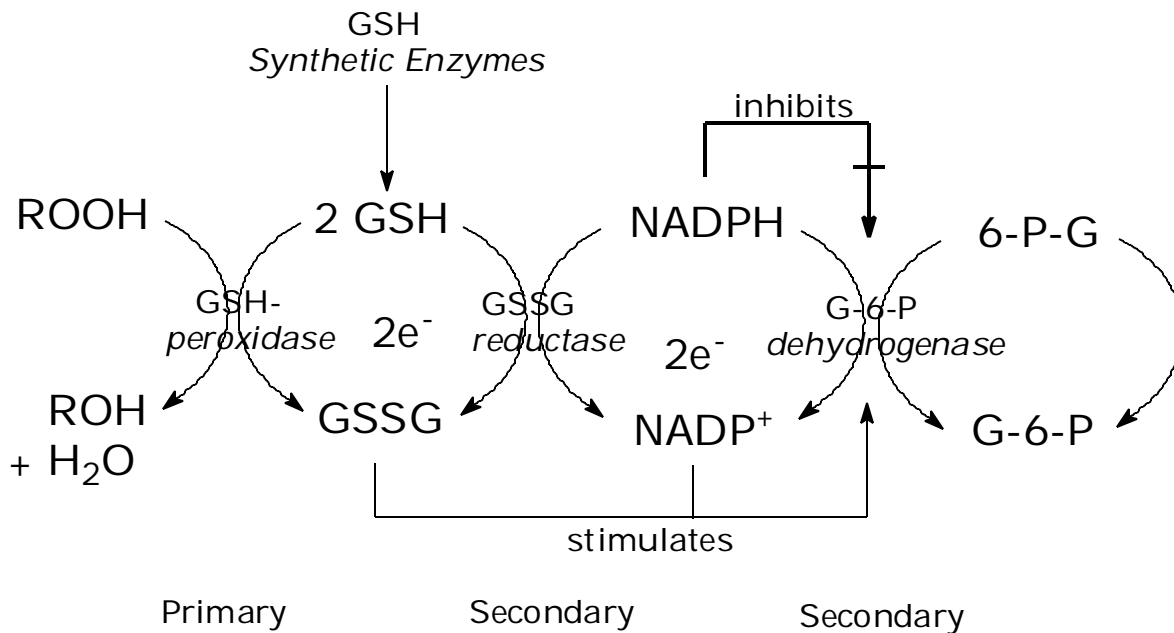 GSH
Synthetic Enzymes
inhibits
ROOH
2 GSH
NADPH
6-P-G
GSH-
peroxidase
2e⁻
GSSG
reductase
2e⁻
G-6-P
dehydrogenase
ROH
+ H₂O
GSSG
NADP⁺
G-6-P
stimulates
Primary
Secondary
Secondary